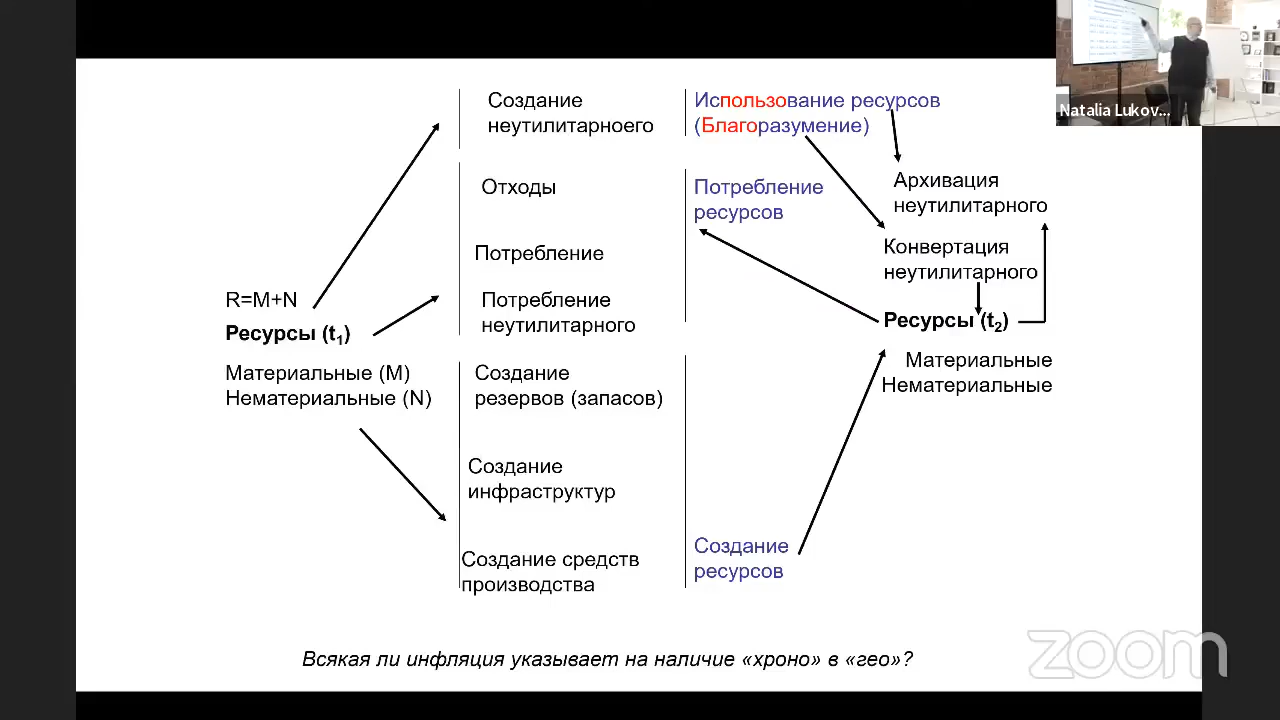 Создание
неутилитарноего
Использование ресурсов
(Благоразумение)
Natalia Lukov...
Отходы
Потребление
ресурсов
Архивация
неутилитарного
Потребление
Конвертация
неутилитарного
R=M+N
Ресурсы (t1)
Потребление
неутилитарного
Ресурсы (t2)
Материальные (M)
Нематериальные (N)
Создание
резервов (запасов)
Материальные
Нематериальные
Создание
инфраструктур
Создание средств
производства
Создание
ресурсов
Всякая ли инфляция указывает на наличие «хроно» в «гео»?
zoom